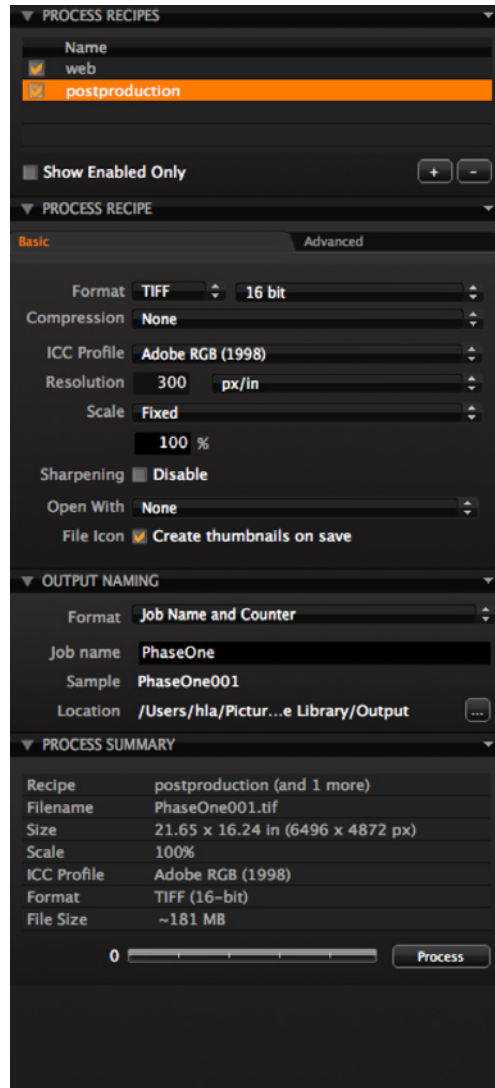 PROCESS RECIPES
Name
web
postproduction
Show Enabled Only + -
PROCESS RECIPE
Basic Advanced
Format TIFF 16 bit
Compression None
ICC Profile Adobe RGB (1998)
Resolution 300 px/in
Scale Fixed
100 %
Sharpening Disable
Open With None
File Icon Create thumbnails on save
OUTPUT NAMING
Format Job Name and Counter
Job name PhaseOne
Sample PhaseOne001
Location /Users/hla/Pictur...e Library/Output ...
PROCESS SUMMARY
Recipe postproduction (and 1 more)
Filename PhaseOne001.tif
Size 21.65 x 16.24 in (6496 x 4872 px)
Scale 100%
ICC Profile Adobe RGB (1998)
Format TIFF (16-bit)
File Size ~181 MB
0 Process